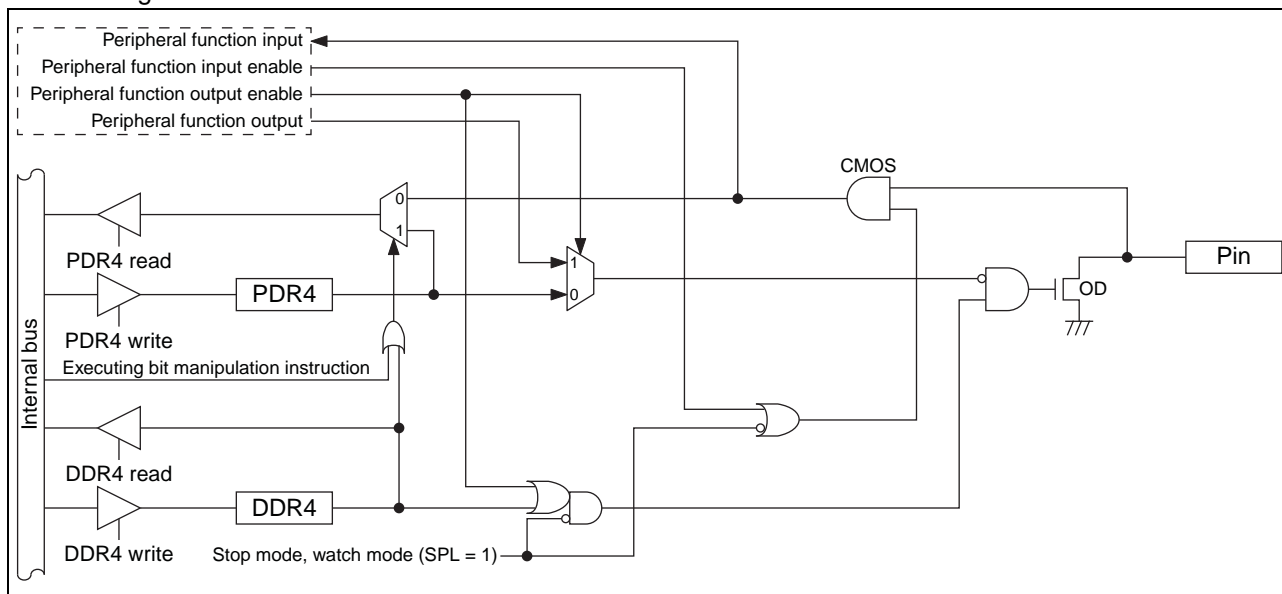 Peripheral function input
Peripheral function input enable
Peripheral function output enable
Peripheral function output
CMOS
0
1
PDR4 read
1
Pin
PDR4
0
OD
PDR4 write
Executing bit manipulation instruction
Internal bus
DDR4 read
DDR4
DDR4 write
Stop mode, watch mode (SPL = 1)